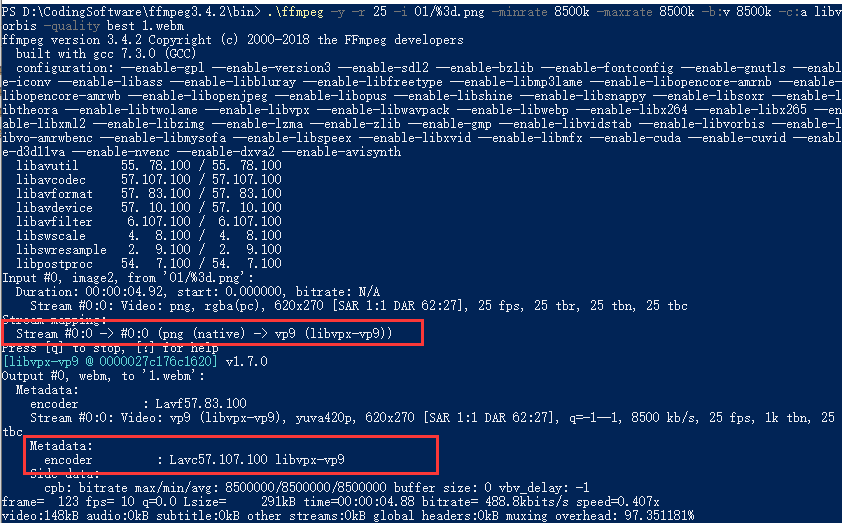 PS D:\CodingSoftware\ffmpeg3.4.2\bin> .\ffmpeg -y -r 25 -i 01/%3d.png -minrate 8500k -maxrate 8500k -b:v 8500k -c:a libv
orbis -quality best 1.webm
ffmpeg version 3.4.2 Copyright (c) 2000-2018 the FFmpeg developers
built with gcc 7.3.0 (GCC)
configuration: --enable-gpl --enable-version3 --enable-sdl2 --enable-bzlib --enable-fontconfig --enable-gnutls --enabl
e-iconv --enable-libass --enable-libbluray --enable-libfreetype --enable-libmp3lame --enable-libopencore-amrnb --enable-
libopencore-amrwb --enable-libopenjpeg --enable-libopus --enable-libshine --enable-libsnappy --enable-libsoxr --enable-l
ibtheora --enable-libtwolame --enable-libvpx --enable-libwavpack --enable-libwebp --enable-libx264 --enable-libx265 --en
able-libxml2 --enable-libzimg --enable-lzma --enable-zlib --enable-gmp --enable-libvidstab --enable-libvorbis --enable-l
ibvo-amrwbenc --enable-libmysofa --enable-libspeex --enable-libxvid --enable-libmfx --enable-cuda --enable-cuvid --enabl
e-d3d11va --enable-nvenc --enable-dxva2 --enable-avisynth
libavutil 55. 78.100 / 55. 78.100
libavcodec 57.107.100 / 57.107.100
libavformat 57. 83.100 / 57. 83.100
libavdevice 57. 10.100 / 57. 10.100
libavfilter 6.107.100 / 6.107.100
libswscale 4. 8.100 / 4. 8.100
libswresample 2. 9.100 / 2. 9.100
libpostproc 54. 7.100 / 54. 7.100
Input #0, image2, from '01/%3d.png':
Duration: 00:00:04.92, start: 0.000000, bitrate: N/A
Stream #0:0: Video: png, rgba(pc), 620x270 [SAR 1:1 DAR 62:27], 25 fps, 25 tbr, 25 tbn, 25 tbc
Stream mapping:
Stream #0:0 -> #0:0 (png (native) -> vp9 (libvpx-vp9))
Press [q] to stop, [?] for help
[libvpx-vp9 @ 0000027c176c1620] v1.7.0
Output #0, webm, to '1.webm':
Metadata:
encoder : Lavf57.83.100
Stream #0:0: Video: vp9 (libvpx-vp9), yuva420p, 620x270 [SAR 1:1 DAR 62:27], q=-1--1, 8500 kb/s, 25 fps, 1k tbn, 25
tbc
Metadata:
encoder : Lavc57.107.100 libvpx-vp9
Side data:
cpb: bitrate max/min/avg: 8500000/8500000/8500000 buffer size: 0 vbv_delay: -1
frame= 123 fps= 10 q=0.0 Lsize= 291kB time=00:00:04.88 bitrate= 488.8kbits/s speed=0.407x
video:148kB audio:0kB subtitle:0kB other streams:0kB global headers:0kB muxing overhead: 97.351181%